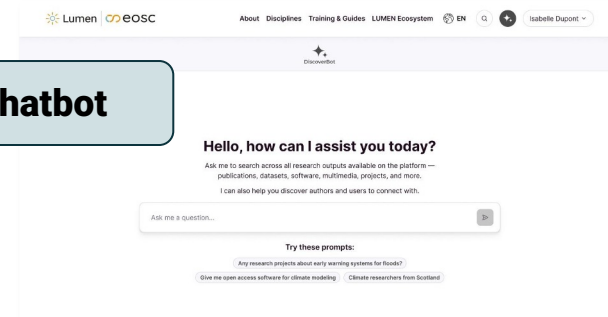 Lumen eosc About Disciplines Training & Guides LUMEN Ecosystem EN Isabelle Dupont
DiscoverBot
hatbot
Hello, how can I assist you today?
Ask me to search across all research outputs available on the platform —
publications, datasets, software, multimedia, projects, and more.
I can also help you discover authors and users to connect with.
Ask me a question...
Try these prompts:
Any research projects about early warning systems for floods?
Give me open access software for climate modeling Climate researchers from Scotland